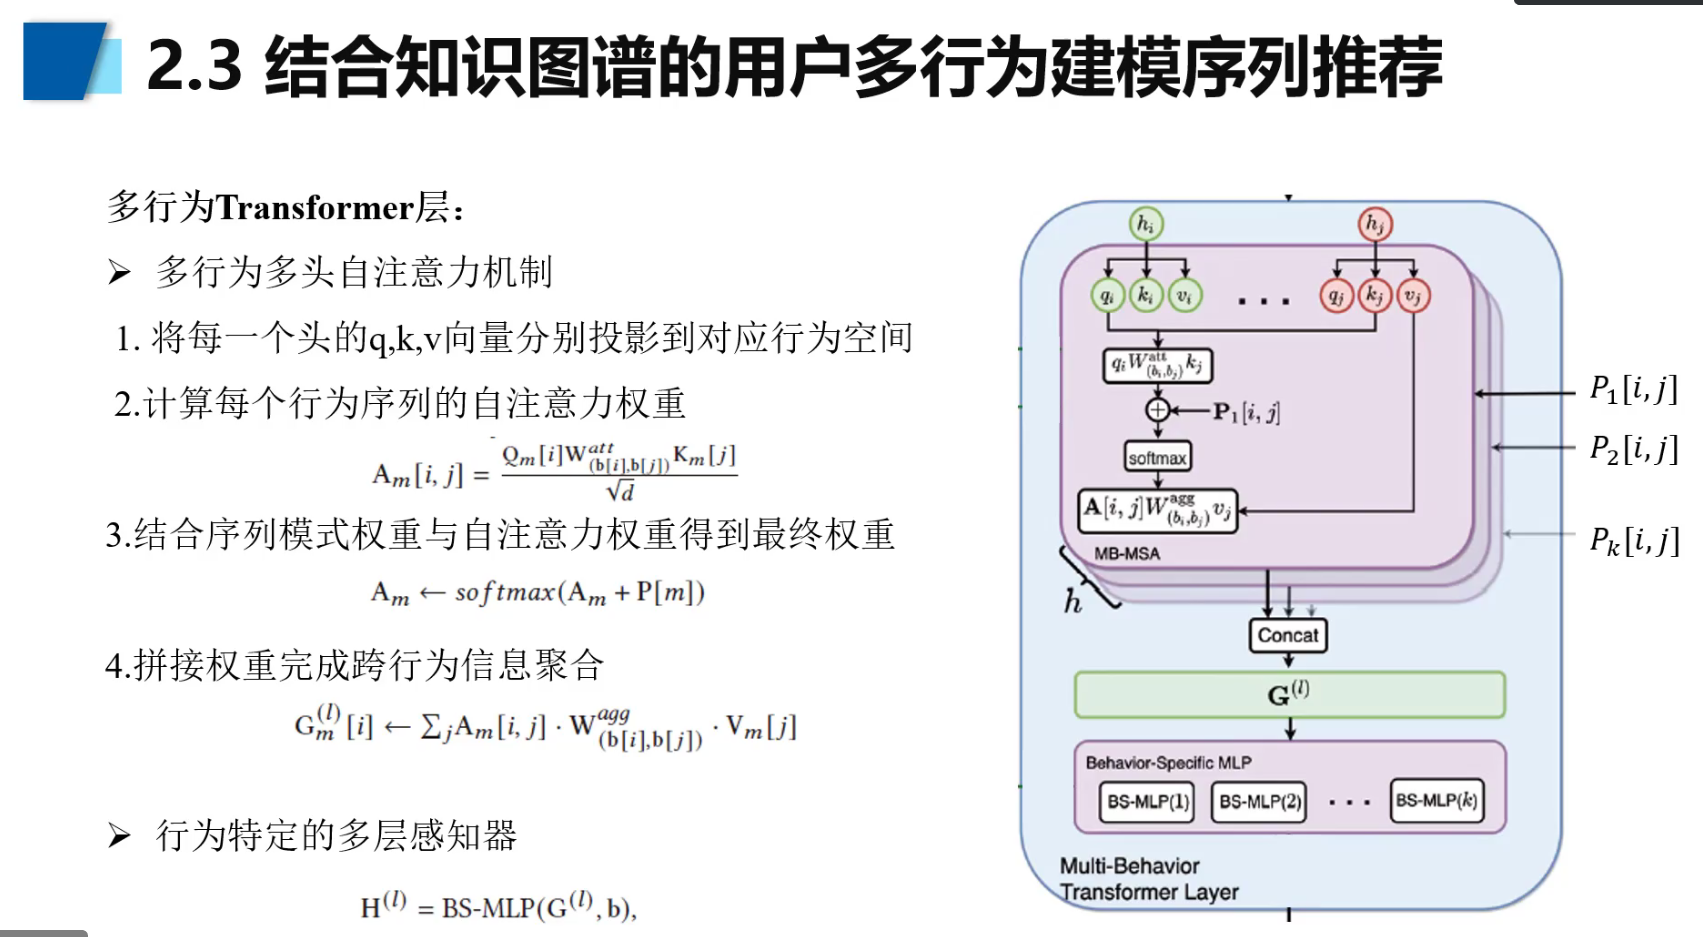 2.3 结合知识图谱的用户多行为建模序列推荐
多行为Transformer层：
➢ 多行为多头自注意力机制
1. 将每一个头的q,k,v向量分别投影到对应行为空间
2.计算每个行为序列的自注意力权重
A_m[i, j] = \frac{Q_m[i]W^{att}_{(b[i],b[j])}K_m[j]}{\sqrt{d}}
3.结合序列模式权重与自注意力权重得到最终权重
A_m ← softmax(A_m + P[m])
4.拼接权重完成跨行为信息聚合
G_m^{(l)}[i] ← ∑_j A_m[i, j] · W^{agg}_{(b[i],b[j])} · V_m[j]
➢ 行为特定的多层感知器
H^{(l)} = BS-MLP(G^{(l)}, b),
h_i h_j
q_i k_i v_i ... q_j k_j v_j
q_i W^{att}_{(b_i,b_j)} k_j
+ P_1[i, j]
softmax
A[i, j]W^{agg}_{(b_i,b_j)} v_j
MB-MSA
h
P_1[i, j]
P_2[i, j]
P_k[i, j]
Concat
G^{(l)}
Behavior-Specific MLP
BS-MLP(1) BS-MLP(2) ... BS-MLP(k)
Multi-Behavior
Transformer Layer